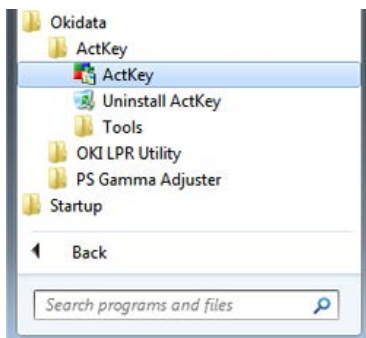 Okidata
ActKey
ActKey
Uninstall ActKey
Tools
OKI LPR Utility
PS Gamma Adjuster
Startup
Back
Search programs and files